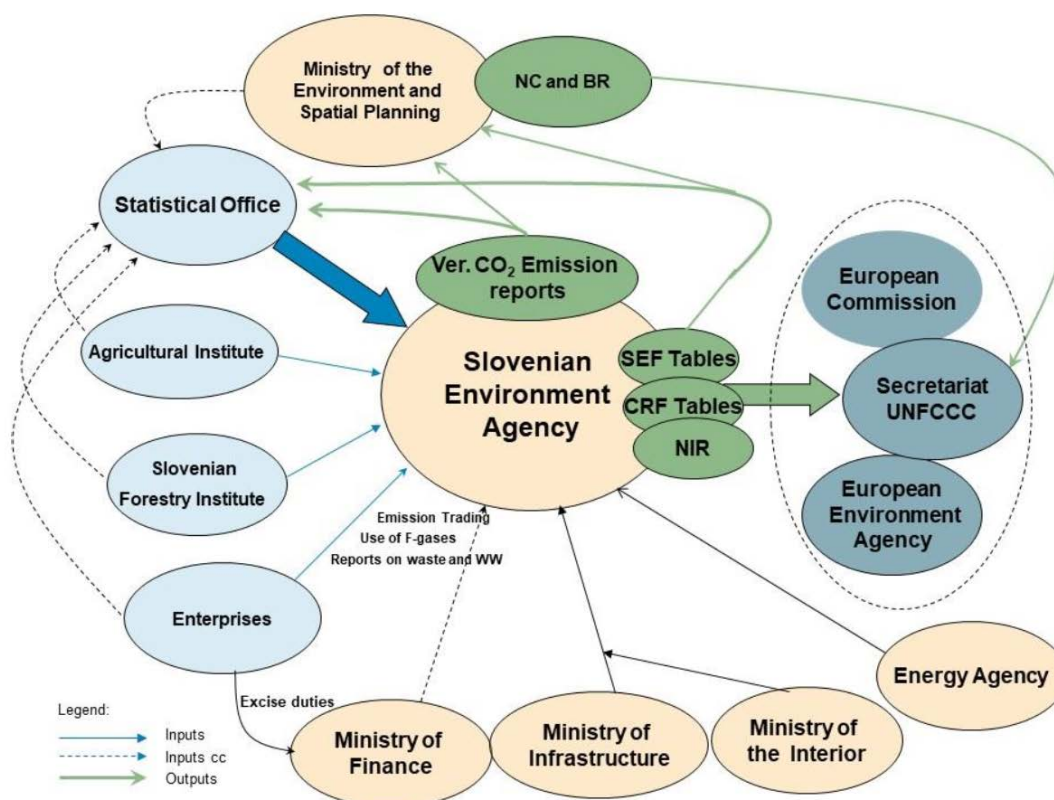 Ministry of the
Environment and
Spatial Planning
NC and BR
Statistical Office
Ver. CO₂ Emission
reports
European
Commission
Agricultural Institute
Slovenian
Environment
Agency
SEF Tables
CRF Tables
NIR
Secretariat
UNFCCC
Slovenian
Forestry Institute
European
Environment
Agency
Emission Trading
Use of F-gases
Reports on waste and WW
Enterprises
Energy Agency
Excise duties
Ministry of
Finance
Ministry of
Infrastructure
Ministry of
the Interior
Legend:
Inputs
Inputs cc
Outputs